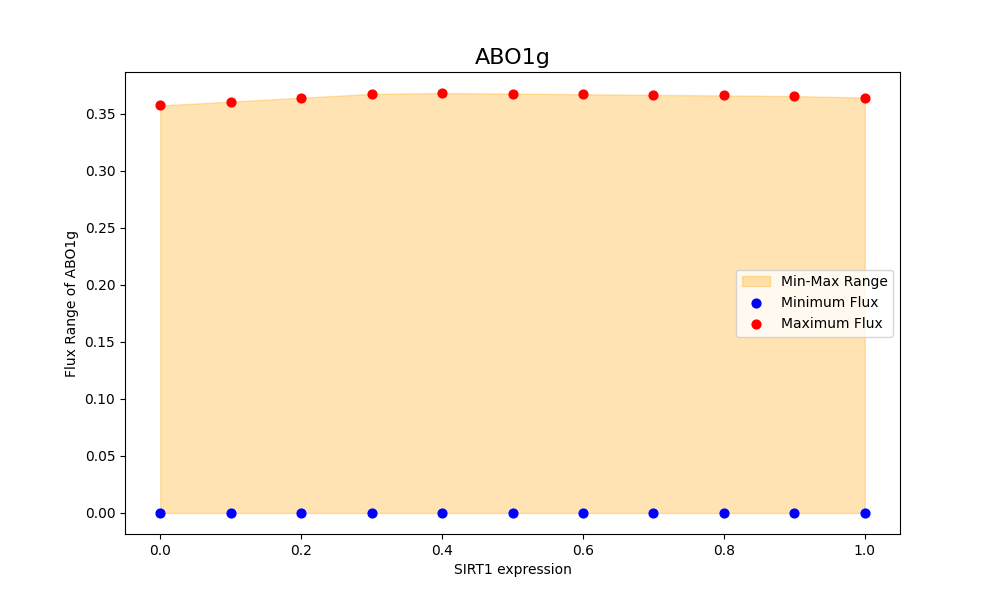 ABO1g
Flux Range of ABO1g
0.35
0.30
0.25
0.20
0.15
0.10
0.05
0.00
Min-Max Range
Minimum Flux
Maximum Flux
0.0 0.2 0.4 0.6 0.8 1.0
SIRT1 expression